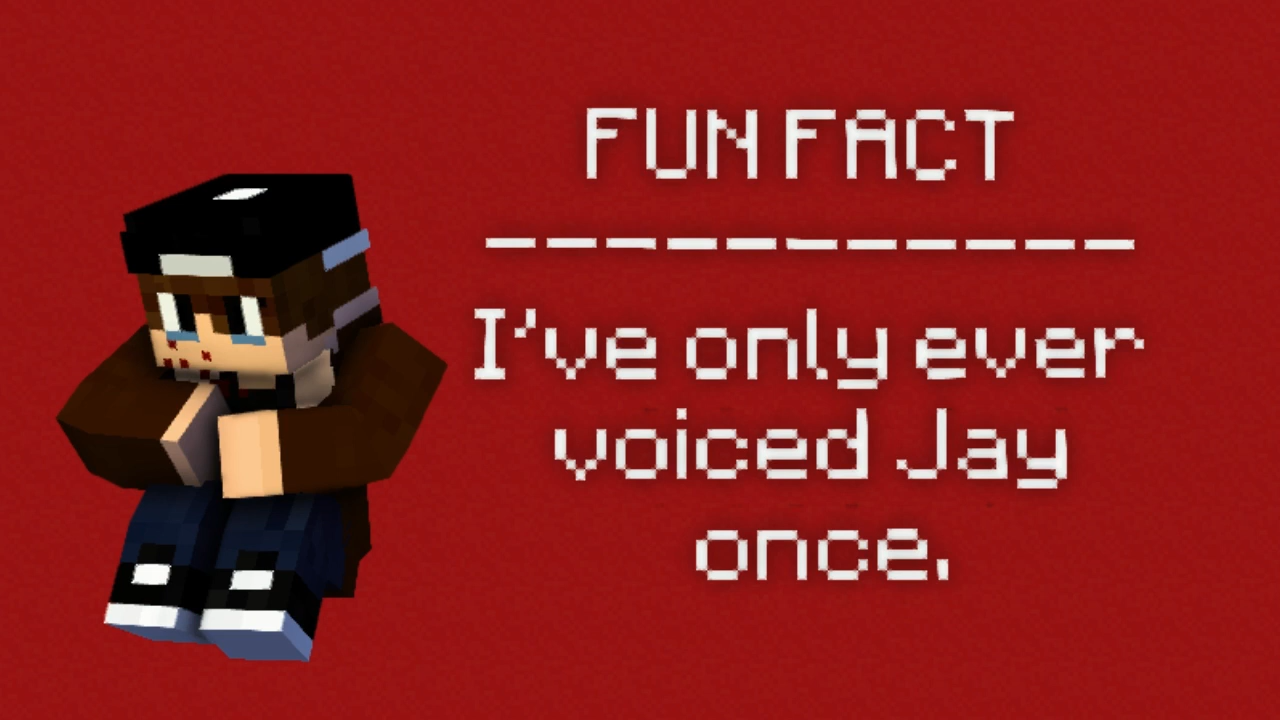 FUN FACT
-----------
I've only ever
voiced Jay
once.